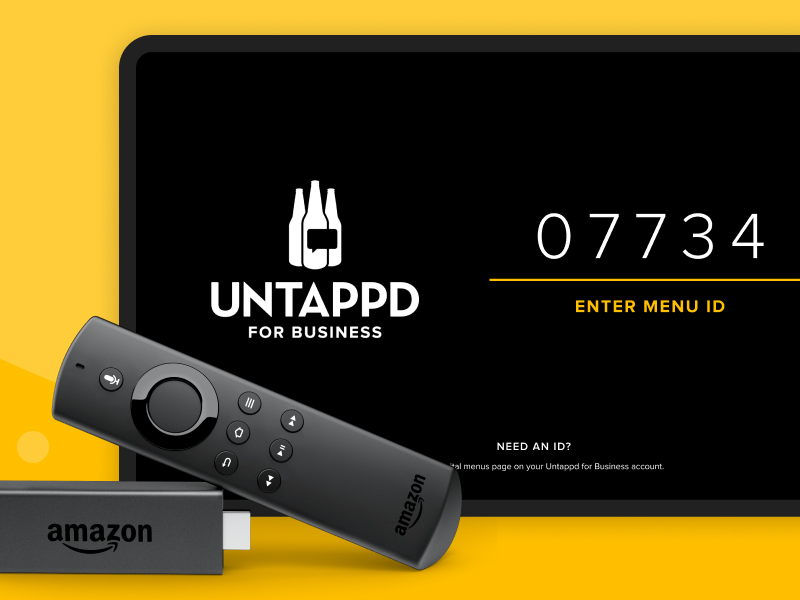 07734
UNTAPPD
FOR BUSINESS
ENTER MENU ID
NEED AN ID?
menus page on your Untappd for Business account.
amazon
amazon